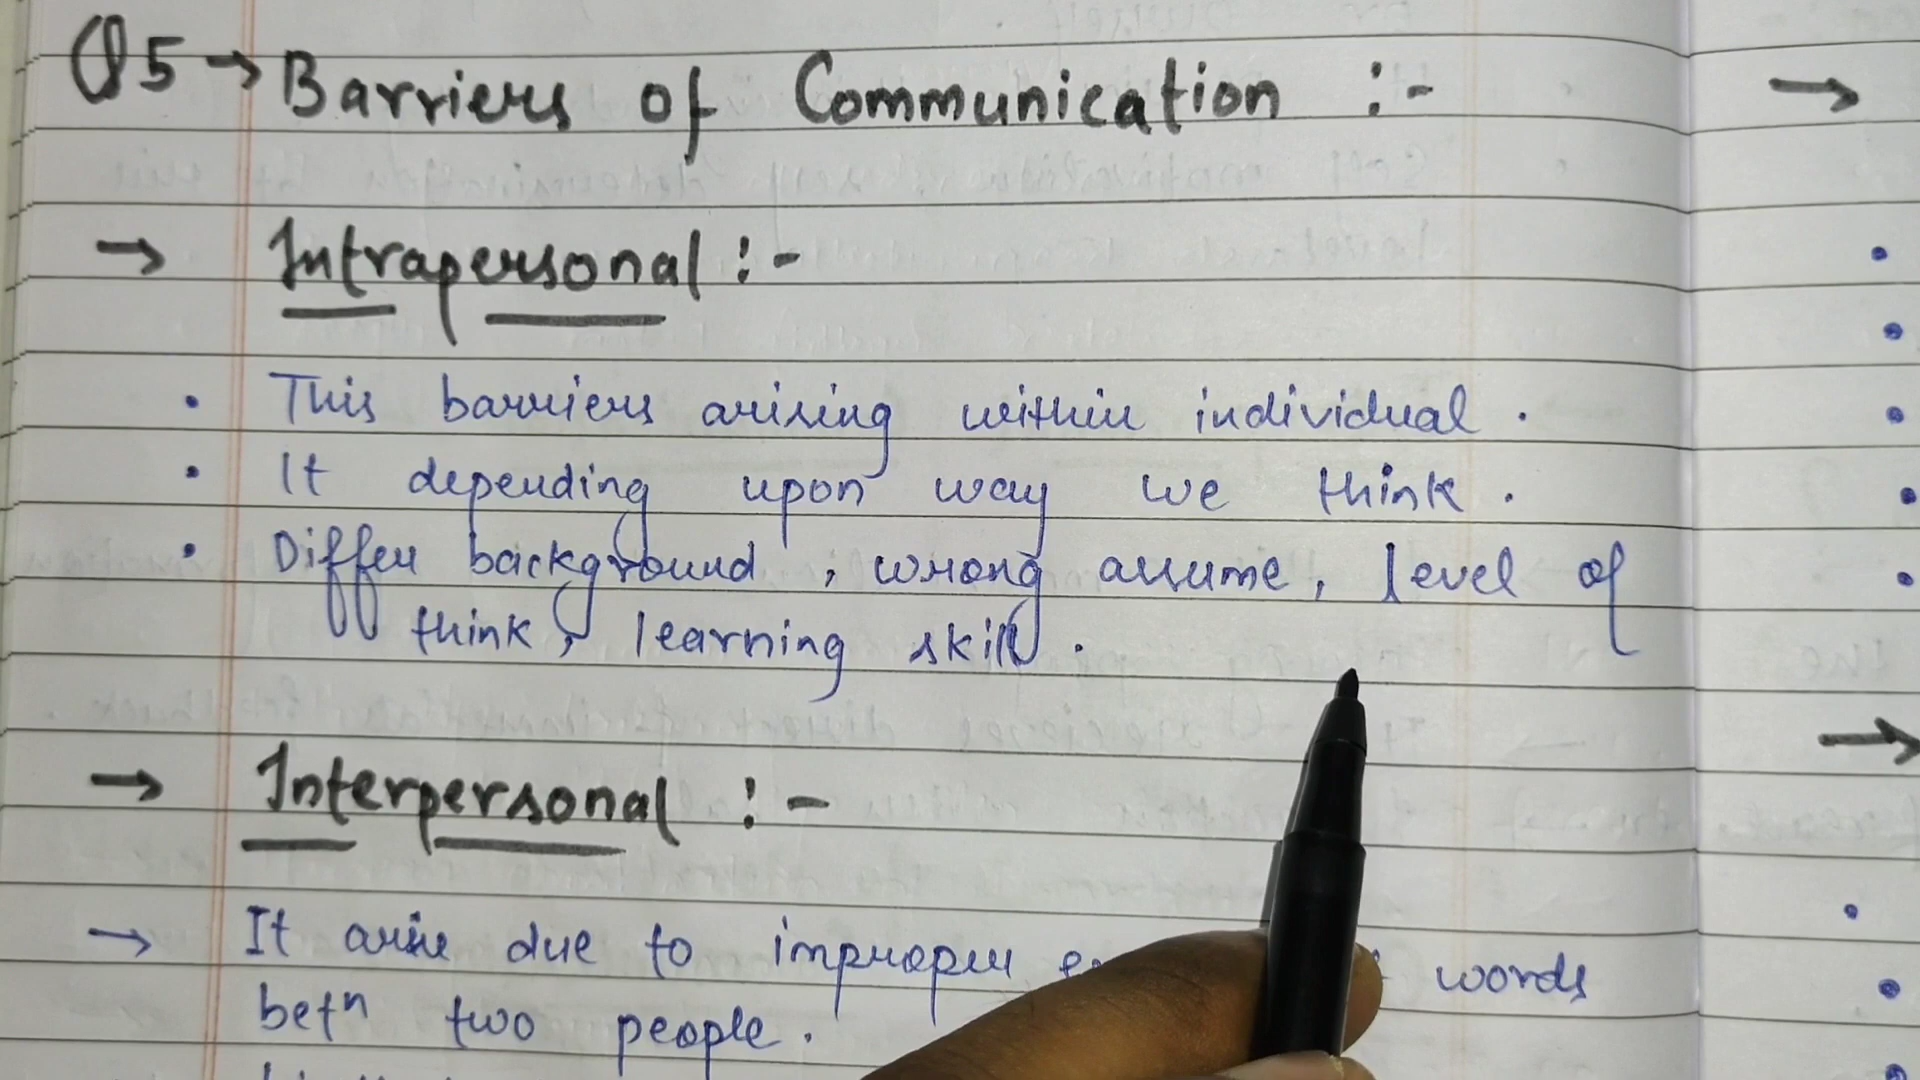 Q5 → Barriers of Communication :-
→ Intrapersonal :-
• This barriers arising within individual .
• It depending upon way we think .
• Differ background , wrong assume , level of
think , learning skill .
→ Interpersonal :-
→ It arise due to improper words
betⁿ two people .